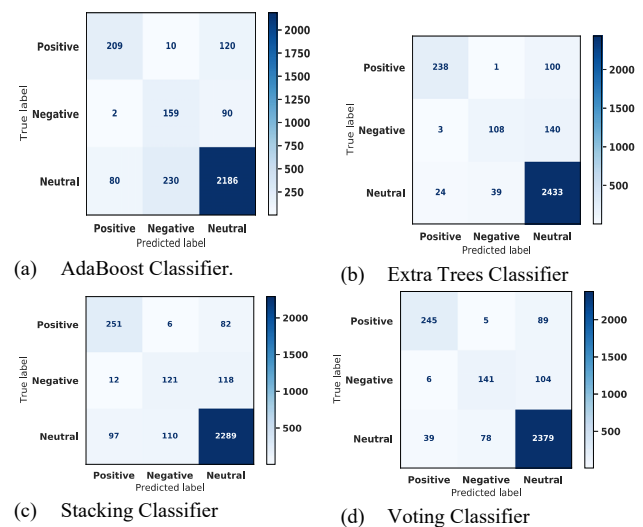 Positive 209 10 120
Negative 2 159 90
Neutral 80 230 2186
Positive Negative Neutral
Predicted label
True label
2000
1750
1500
1250
1000
750
500
250
(a) AdaBoost Classifier.
Positive 238 1 100
Negative 3 108 140
Neutral 24 39 2433
Positive Negative Neutral
Predicted label
True label
2000
1500
1000
500
(b) Extra Trees Classifier
Positive 251 6 82
Negative 12 121 118
Neutral 97 110 2289
Positive Negative Neutral
Predicted label
True label
2000
1500
1000
500
(c) Stacking Classifier
Positive 245 5 89
Negative 6 141 104
Neutral 39 78 2379
Positive Negative Neutral
Predicted label
True label
2000
1500
1000
500
(d) Voting Classifier